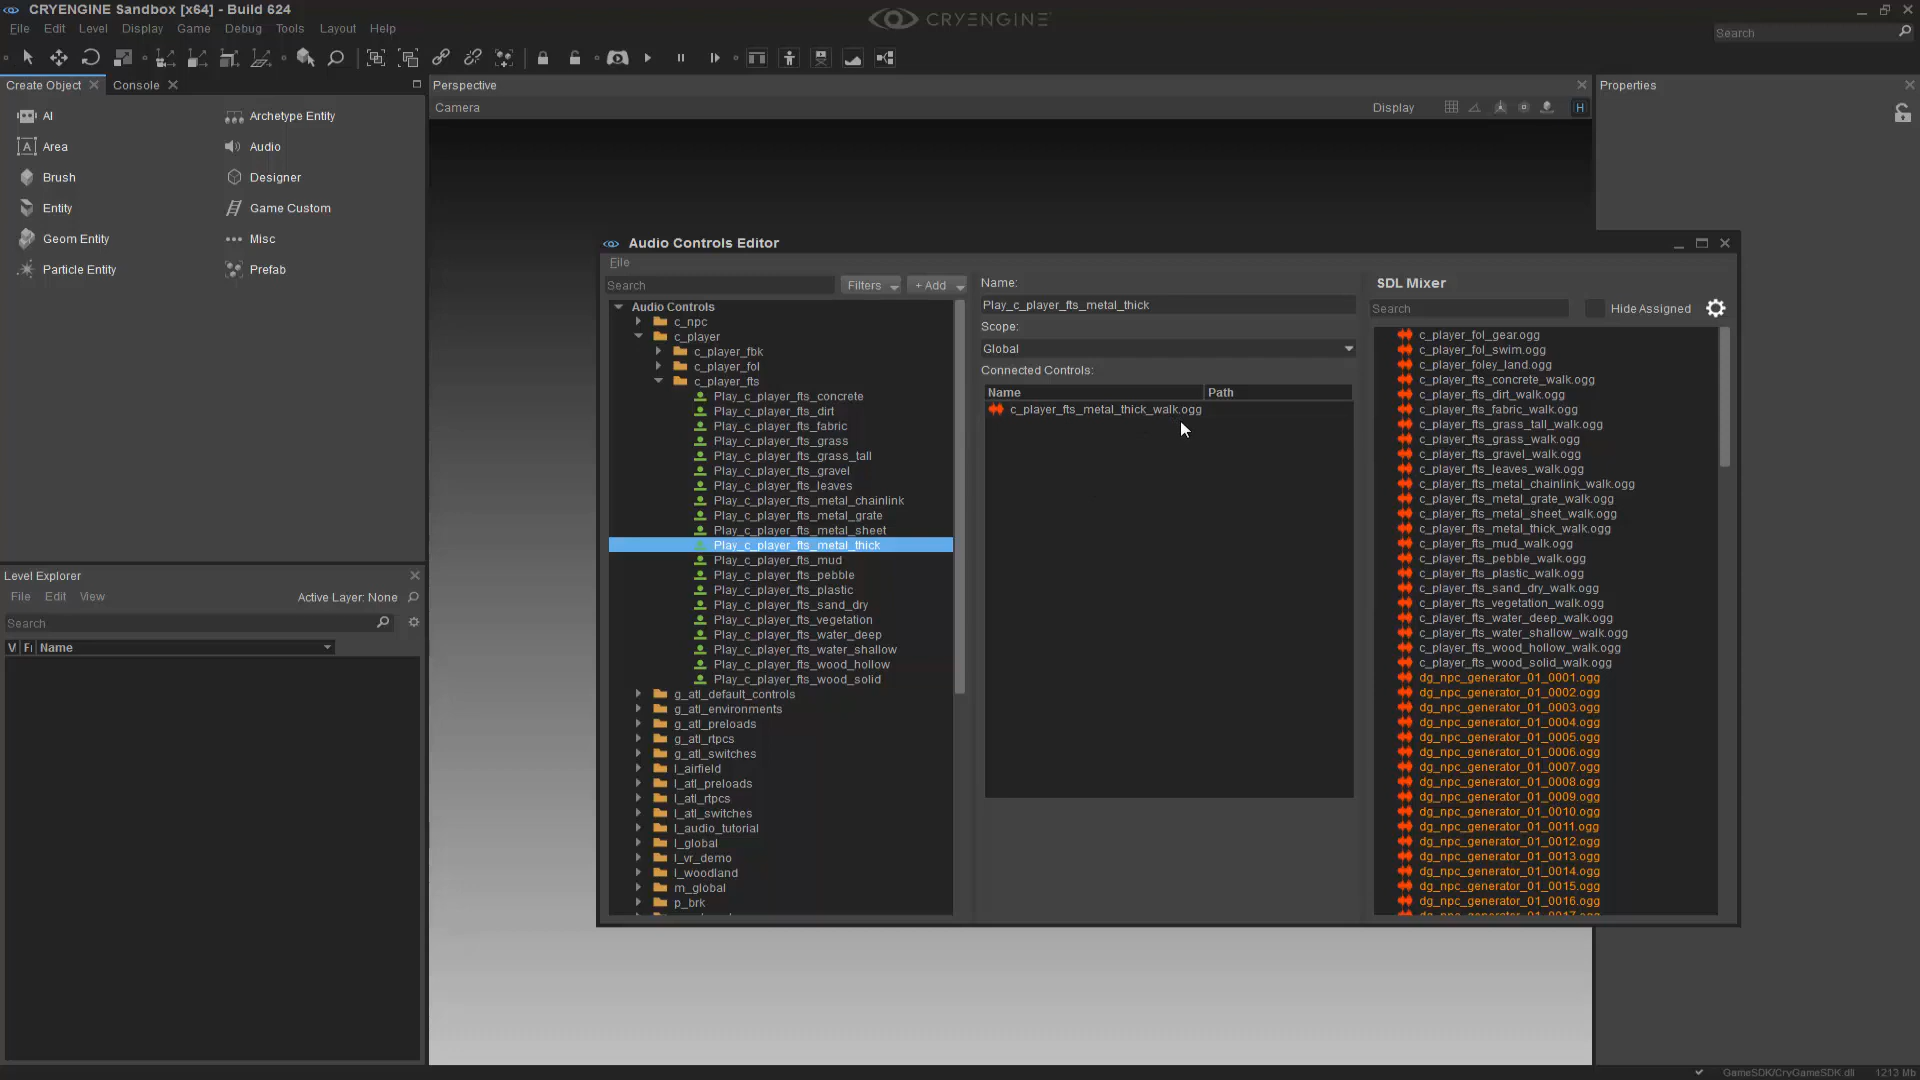 CRYENGINE Sandbox [x64] - Build 624
CRYENGINE
File Edit Level Display Game Debug Tools Layout Help
Search
Create Object
Console
Perspective
Properties
Camera
Display
H
AI
Archetype Entity
Area
Audio
Brush
Designer
Entity
Game Custom
Geom Entity
Misc
Particle Entity
Prefab
Level Explorer
File Edit View
Active Layer: None
Search
V
Name
Audio Controls Editor
File
Search
Filters
+ Add
Audio Controls
c_npc
c_player
c_player_fbk
c_player_fol
c_player_fts
Play_c_player_fts_concrete
Play_c_player_fts_dirt
Play_c_player_fts_fabric
Play_c_player_fts_grass
Play_c_player_fts_grass_tall
Play_c_player_fts_gravel
Play_c_player_fts_leaves
Play_c_player_fts_metal_chainlink
Play_c_player_fts_metal_grate
Play_c_player_fts_metal_sheet
Play_c_player_fts_metal_thick
Play_c_player_fts_mud
Play_c_player_fts_pebble
Play_c_player_fts_plastic
Play_c_player_fts_sand_dry
Play_c_player_fts_vegetation
Play_c_player_fts_water_deep
Play_c_player_fts_water_shallow
Play_c_player_fts_wood_hollow
Play_c_player_fts_wood_solid
g_atl_default_controls
g_atl_environments
g_atl_preloads
g_atl_rtpcs
g_atl_switches
l_airfield
l_atl_preloads
l_atl_rtpcs
l_atl_switches
l_audio_tutorial
l_global
l_vr_demo
l_woodland
m_global
p_brk
Name:
Play_c_player_fts_metal_thick
Scope:
Global
Connected Controls:
Name
Path
c_player_fts_metal_thick_walk.ogg
SDL Mixer
Search
Hide Assigned
c_player_fol_gear.ogg
c_player_fol_swim.ogg
c_player_foley_land.ogg
c_player_fts_concrete_walk.ogg
c_player_fts_dirt_walk.ogg
c_player_fts_fabric_walk.ogg
c_player_fts_grass_tall_walk.ogg
c_player_fts_grass_walk.ogg
c_player_fts_gravel_walk.ogg
c_player_fts_leaves_walk.ogg
c_player_fts_metal_chainlink_walk.ogg
c_player_fts_metal_grate_walk.ogg
c_player_fts_metal_sheet_walk.ogg
c_player_fts_metal_thick_walk.ogg
c_player_fts_mud_walk.ogg
c_player_fts_pebble_walk.ogg
c_player_fts_plastic_walk.ogg
c_player_fts_sand_dry_walk.ogg
c_player_fts_vegetation_walk.ogg
c_player_fts_water_deep_walk.ogg
c_player_fts_water_shallow_walk.ogg
c_player_fts_wood_hollow_walk.ogg
c_player_fts_wood_solid_walk.ogg
dg_npc_generator_01_0001.ogg
dg_npc_generator_01_0002.ogg
dg_npc_generator_01_0003.ogg
dg_npc_generator_01_0004.ogg
dg_npc_generator_01_0005.ogg
dg_npc_generator_01_0006.ogg
dg_npc_generator_01_0007.ogg
dg_npc_generator_01_0008.ogg
dg_npc_generator_01_0009.ogg
dg_npc_generator_01_0010.ogg
dg_npc_generator_01_0011.ogg
dg_npc_generator_01_0012.ogg
dg_npc_generator_01_0013.ogg
dg_npc_generator_01_0014.ogg
dg_npc_generator_01_0015.ogg
dg_npc_generator_01_0016.ogg
dg_npc_generator_01_0017.ogg
GameSDK/CryGameSDK.dll
1213 Mb